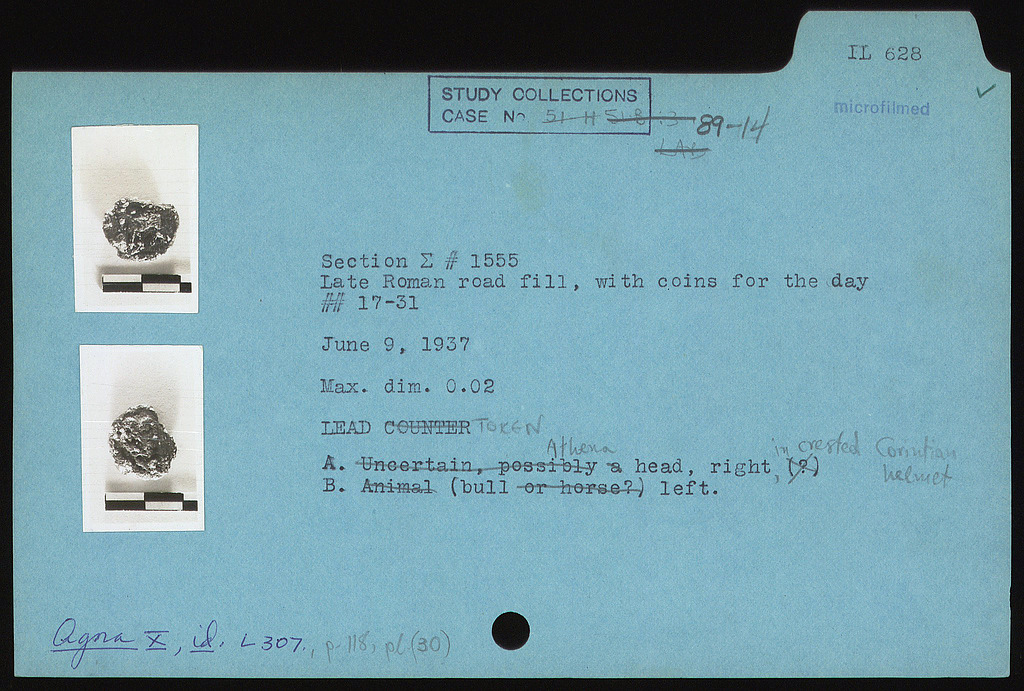 IL 628
microfilmed
STUDY COLLECTIONS
CASE No 51 H 89-14
LAB
Section Σ # 1555
Late Roman road fill, with coins for the day
## 17-31
June 9, 1937
Max. dim. 0.02
LEAD COUNTER TOKEN
Athena in crested Corinthian
A. Uncertain, possibly a head, right, (?) helmet
B. Animal (bull or horse?) left.
Agora X, id. L307., p. 118, pl. (30)